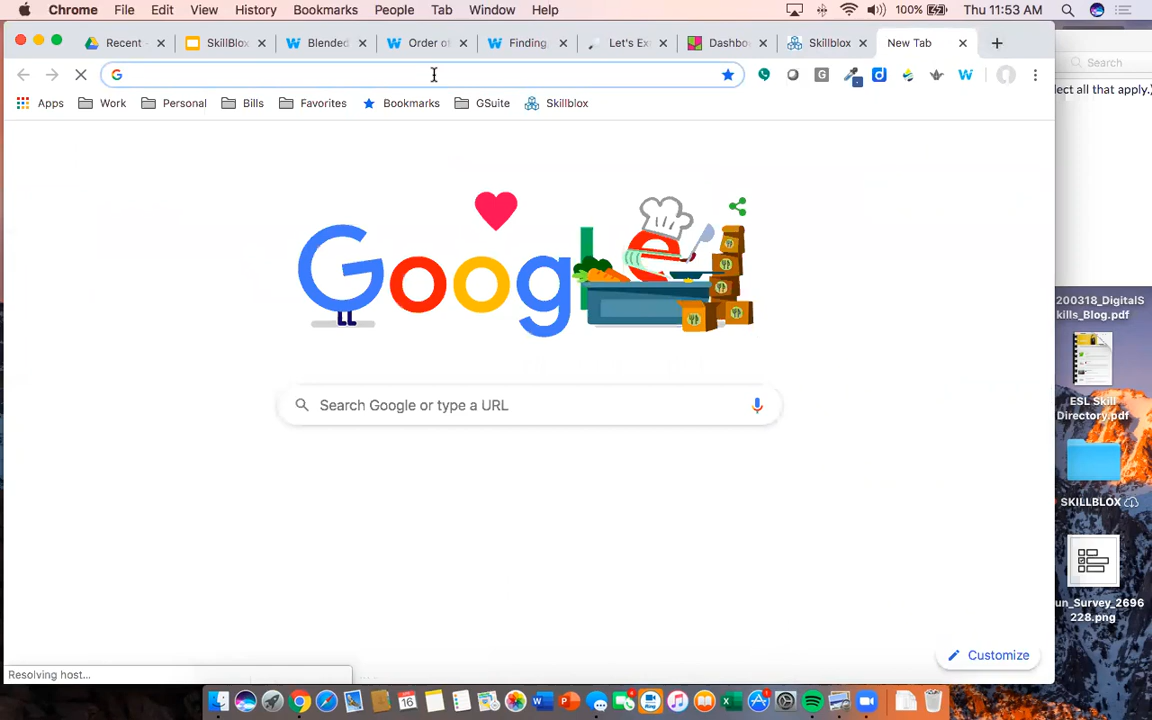 Chrome File Edit View History Bookmarks People Tab Window Help 100% Thu 11:53 AM
Recent - SkillBlox Blended Order of Finding Let's Ex Dashbo Skillblox New Tab
Search
lect all that apply.)
Apps Work Personal Bills Favorites Bookmarks GSuite Skillblox
Google
Search Google or type a URL
200318_DigitalS
kills_Blog.pdf
ESL Skill
Directory.pdf
SKILLBLOX
un_Survey_2696
228.png
Customize
Resolving host...